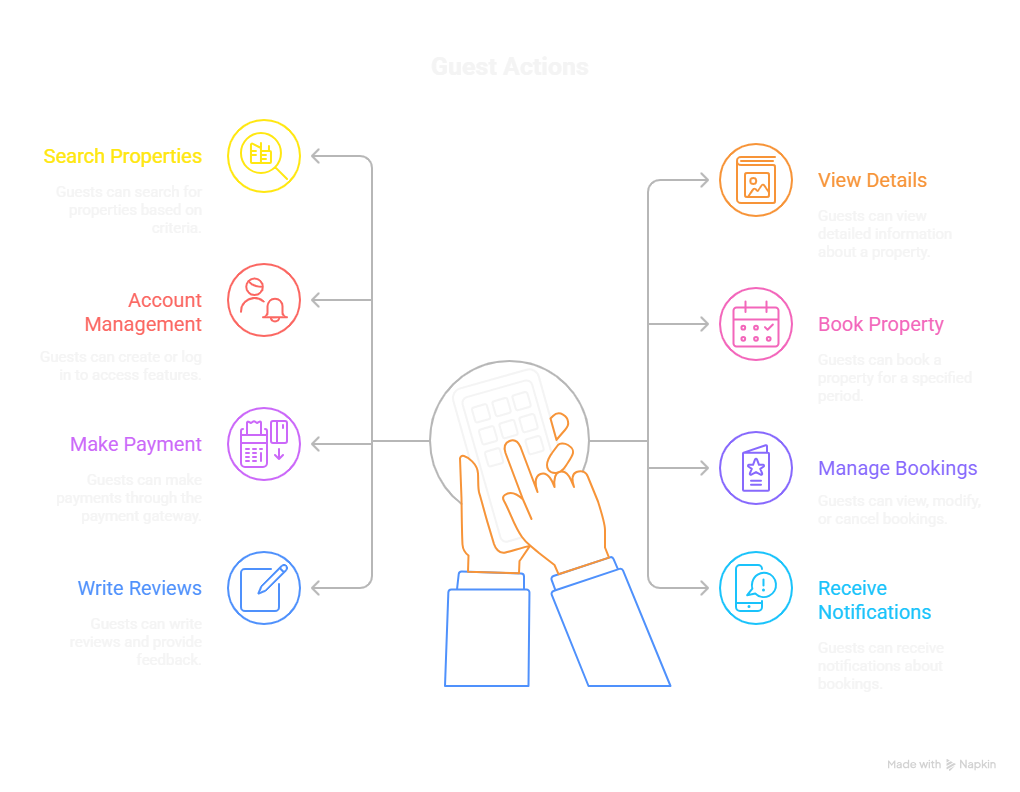 Guest Actions
Search Properties
Guests can search for
properties based on
criteria.
Account
Management
Guests can create or log
in to access features.
Make Payment
Guests can make
payments through the
payment gateway.
Write Reviews
Guests can write
reviews and provide
feedback.
View Details
Guests can view
detailed information
about a property.
Book Property
Guests can book a
property for a specified
period.
Manage Bookings
Guests can view, modify,
or cancel bookings.
Receive
Notifications
Guests can receive
notifications about
bookings.
Made with Napkin